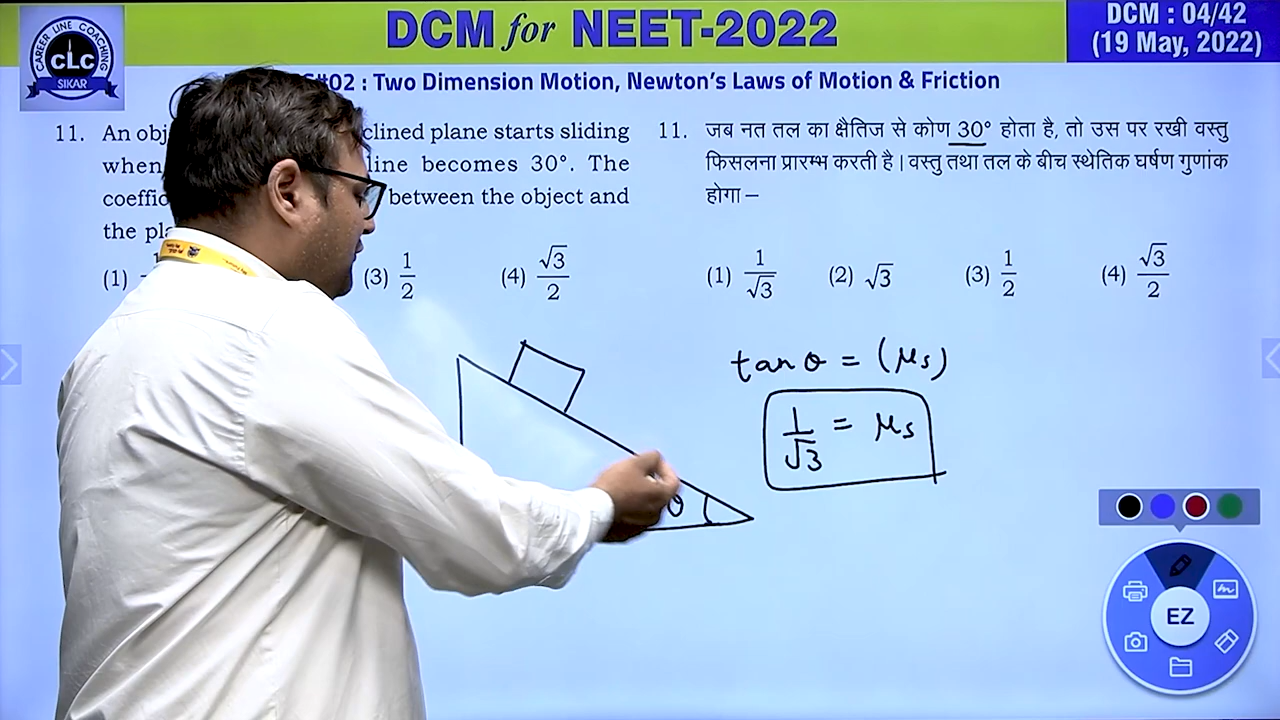 DCM for NEET-2022
DCM : 04/42
(19 May, 2022)
CAREER LINE COACHING
CLC
SIKAR
#02 : Two Dimension Motion, Newton's Laws of Motion & Friction
11. An obj clined plane starts sliding
when line becomes 30°. The
coeffic between the object and
the pla
(1) (3) 1/2 (4) √3/2
11. जब नत तल का क्षैतिज से कोण 30° होता है, तो उस पर रखी वस्तु
फिसलना प्रारम्भ करती है। वस्तु तथा तल के बीच स्थेतिक घर्षण गुणांक
होगा –
(1) 1/√3 (2) √3 (3) 1/2 (4) √3/2
tan θ = (μs)
1/√3 = μs
θ
EZ